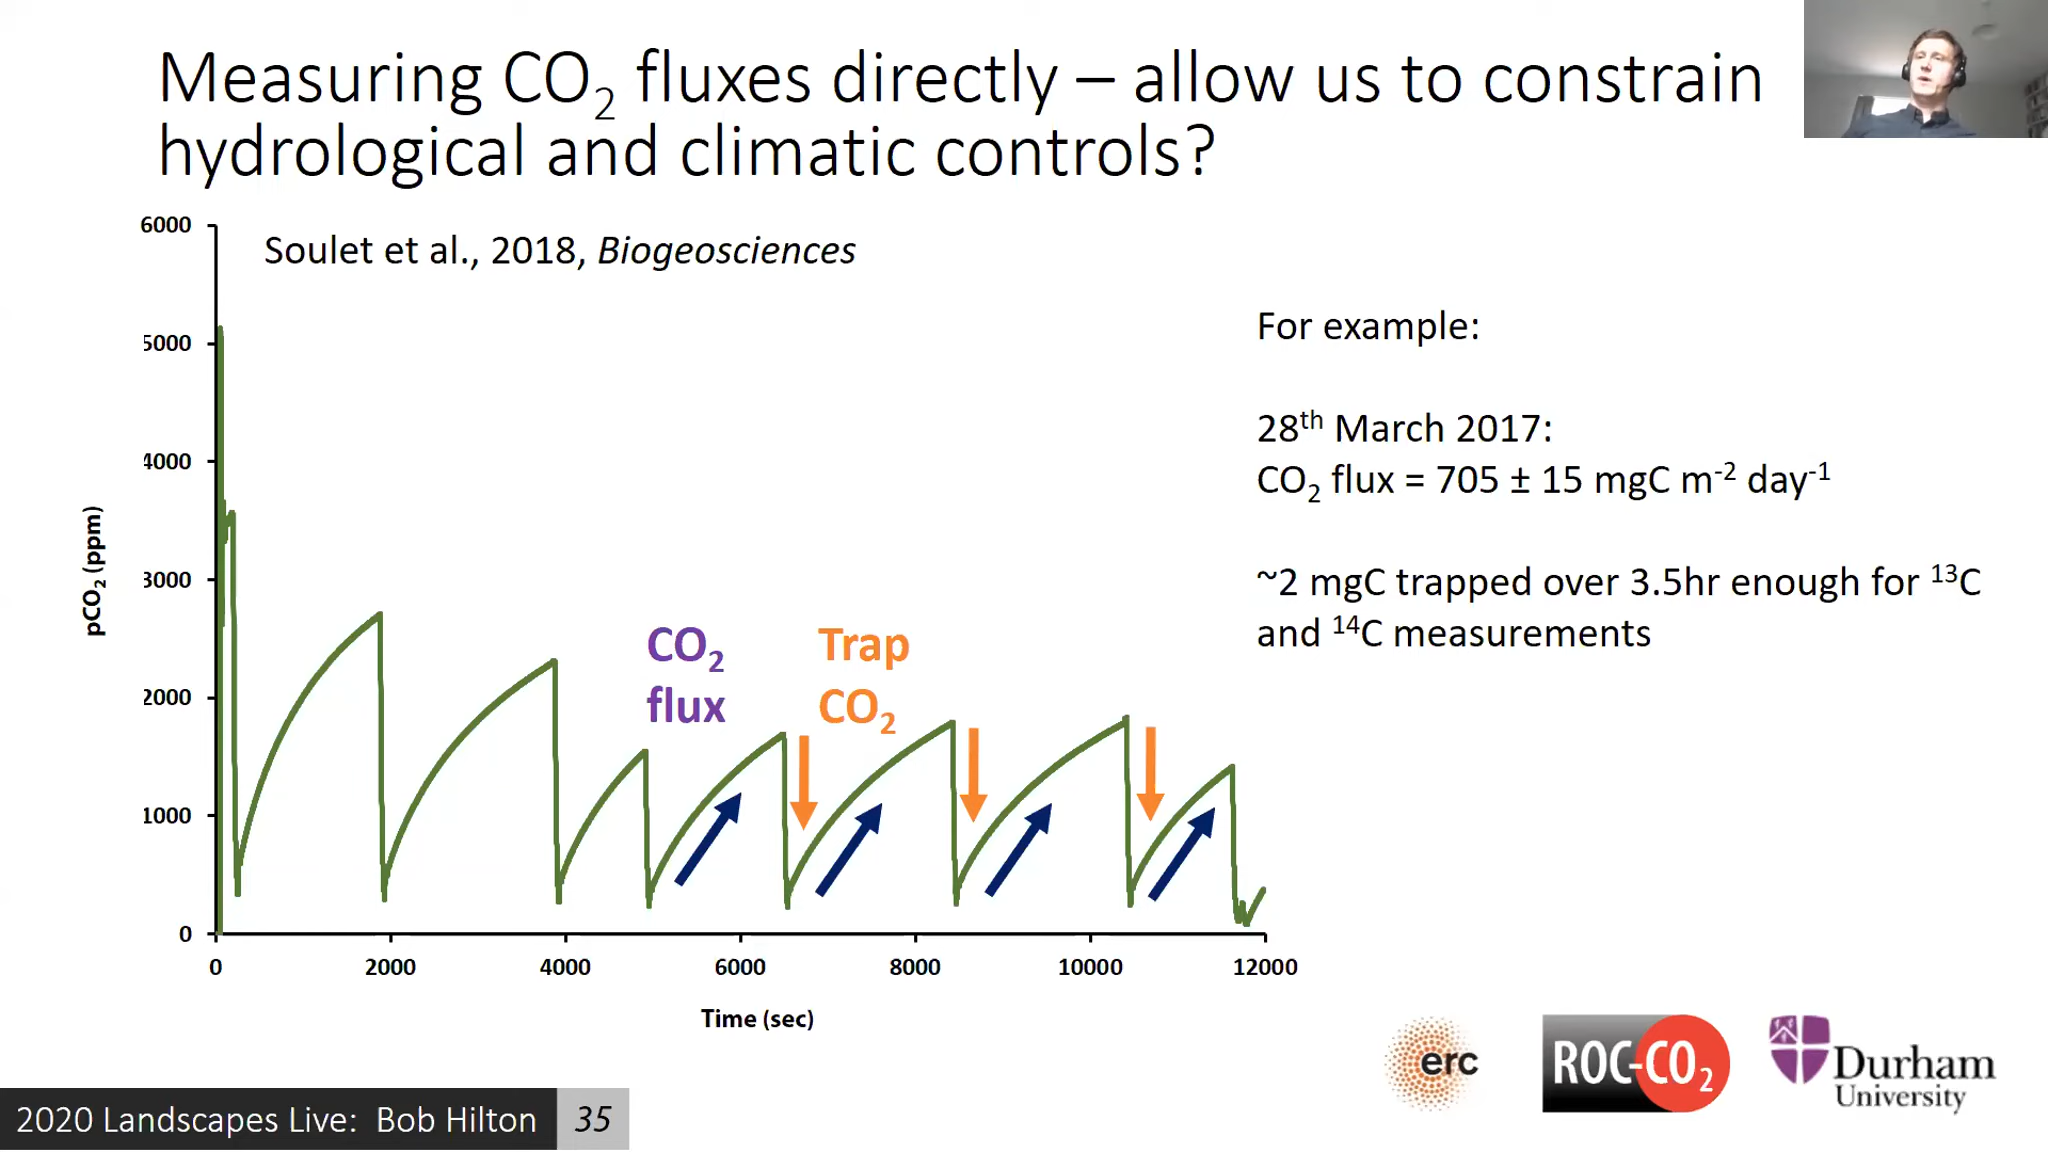 Measuring CO₂ fluxes directly – allow us to constrain
hydrological and climatic controls?
Soulet et al., 2018, Biogeosciences
6000
5000
4000
3000
2000
1000
0
pCO₂ (ppm)
0 2000 4000 6000 8000 10000 12000
Time (sec)
CO₂
flux
Trap
CO₂
For example:
28th March 2017:
CO₂ flux = 705 ± 15 mgC m⁻² day⁻¹
~2 mgC trapped over 3.5hr enough for ¹³C
and ¹⁴C measurements
erc
ROC-CO₂
Durham
University
2020 Landscapes Live: Bob Hilton 35